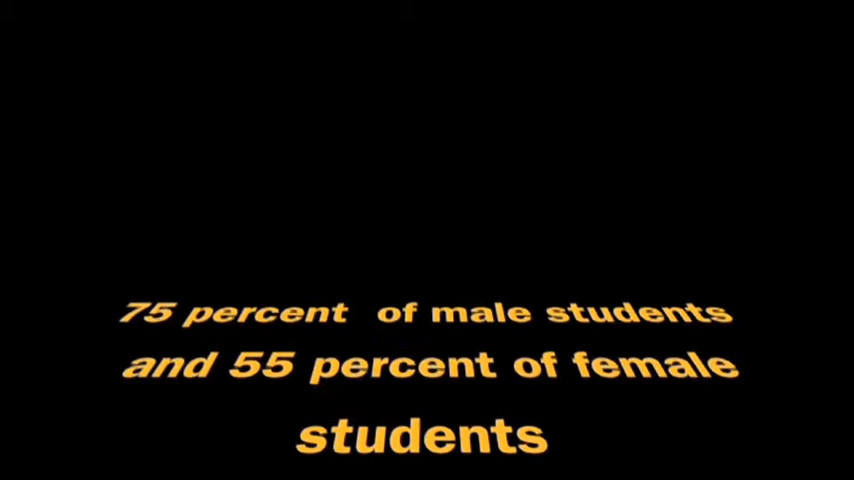 75 percent of male students
and 55 percent of female
students